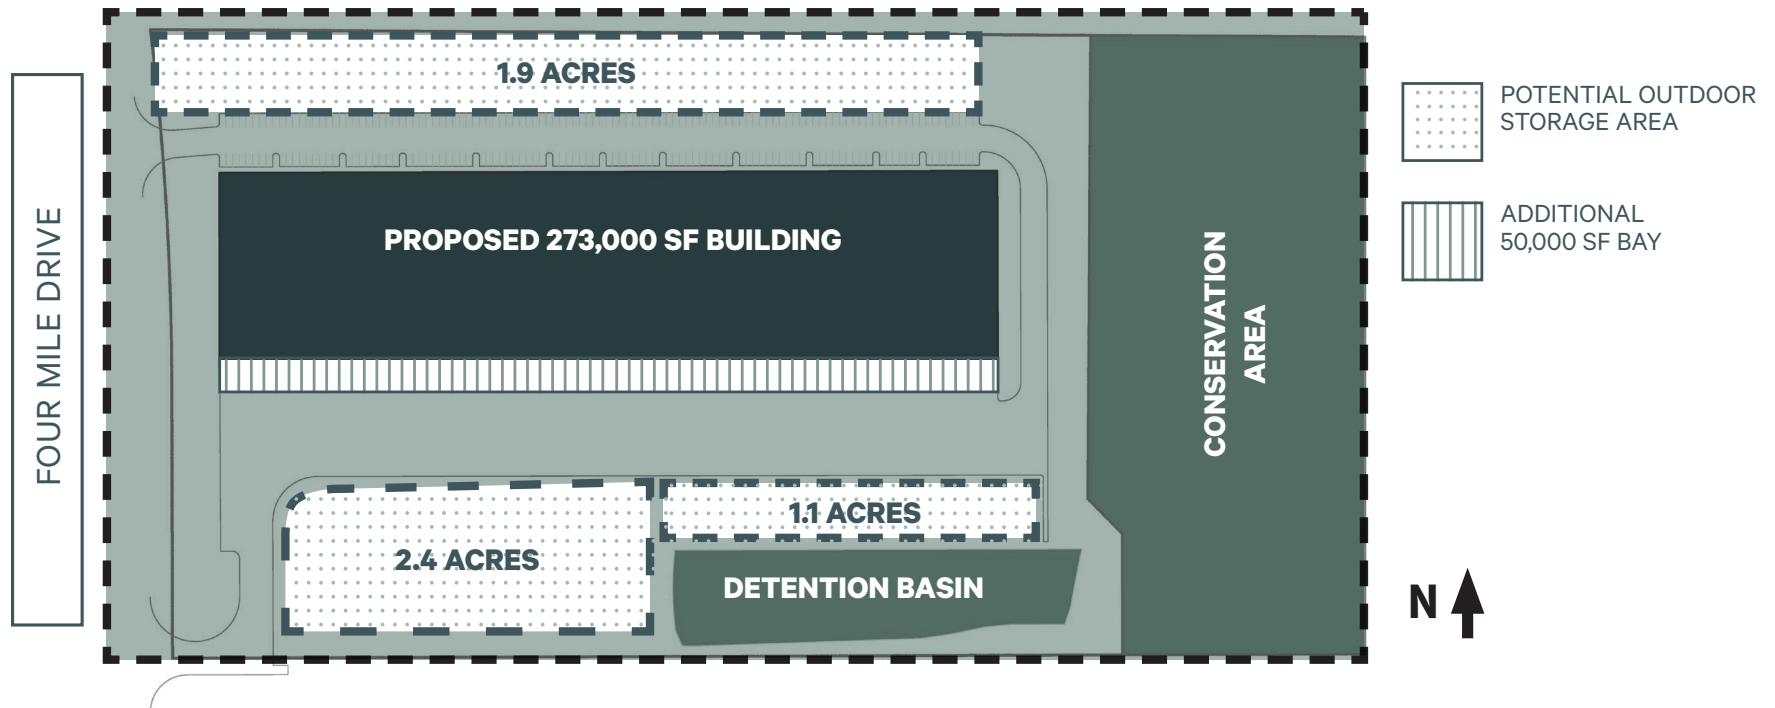 FOUR MILE DRIVE
1.9 ACRES
PROPOSED 273,000 SF BUILDING
2.4 ACRES
1.1 ACRES
DETENTION BASIN
CONSERVATION
AREA
POTENTIAL OUTDOOR
STORAGE AREA
ADDITIONAL
50,000 SF BAY
N